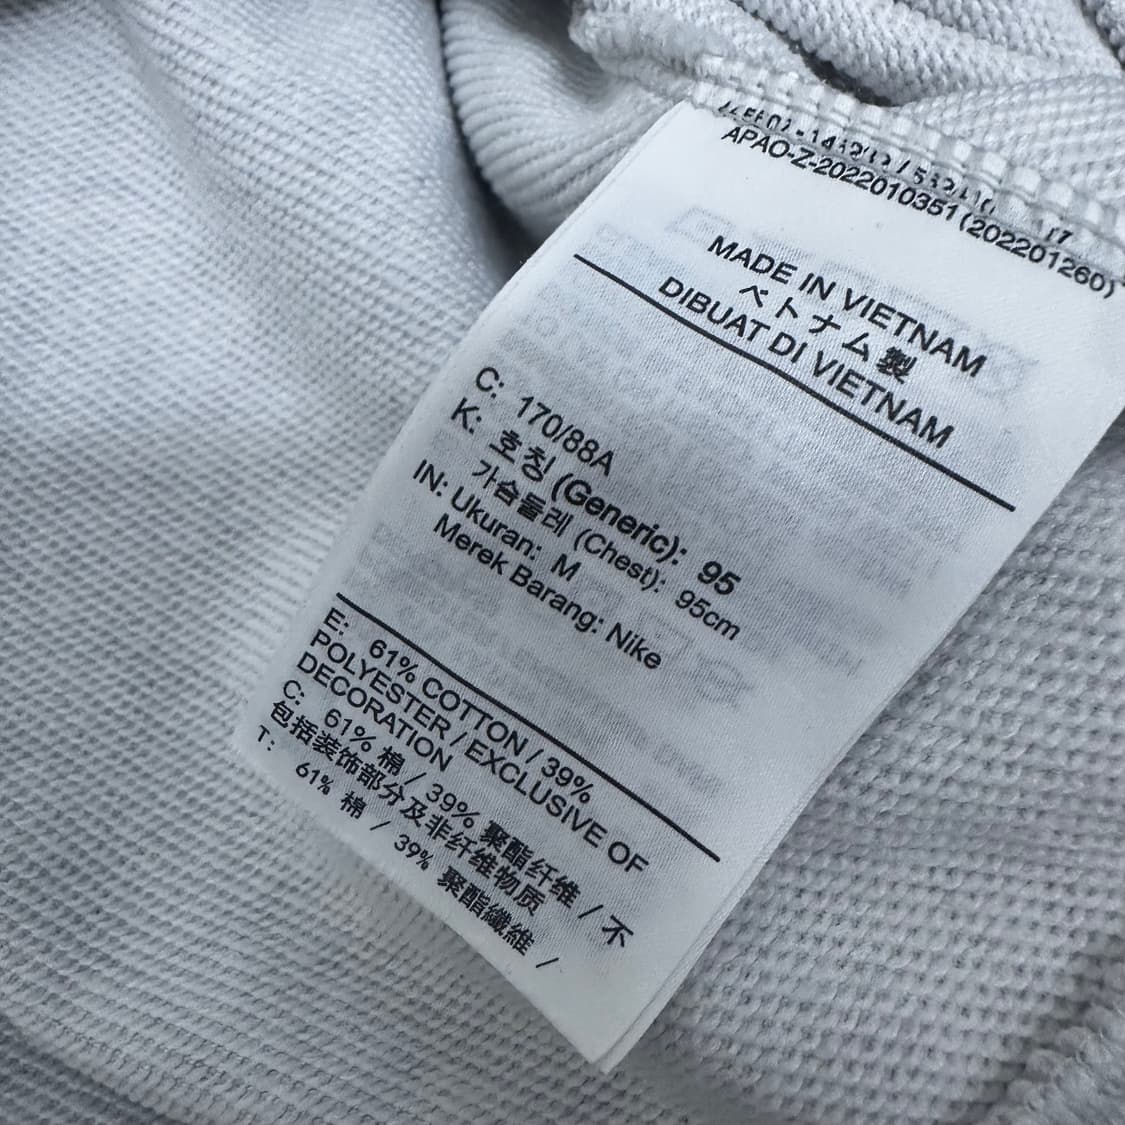 APAO-Z-2022010351(202201260)
MADE IN VIETNAM
ベトナム製
DIBUAT DI VIETNAM
C: 170/88A
K: 호칭 (Generic): 95
가슴둘레 (Chest): 95cm
IN: Ukuran: M
Merek Barang: Nike
E: 61% COTTON / 39%
POLYESTER / EXCLUSIVE OF
DECORATION
C: 61% 棉 / 39% 聚酯纤维 / 不
包括装饰部分及非纤维物质
T: 61% 棉 / 39% 聚酯纖維 /